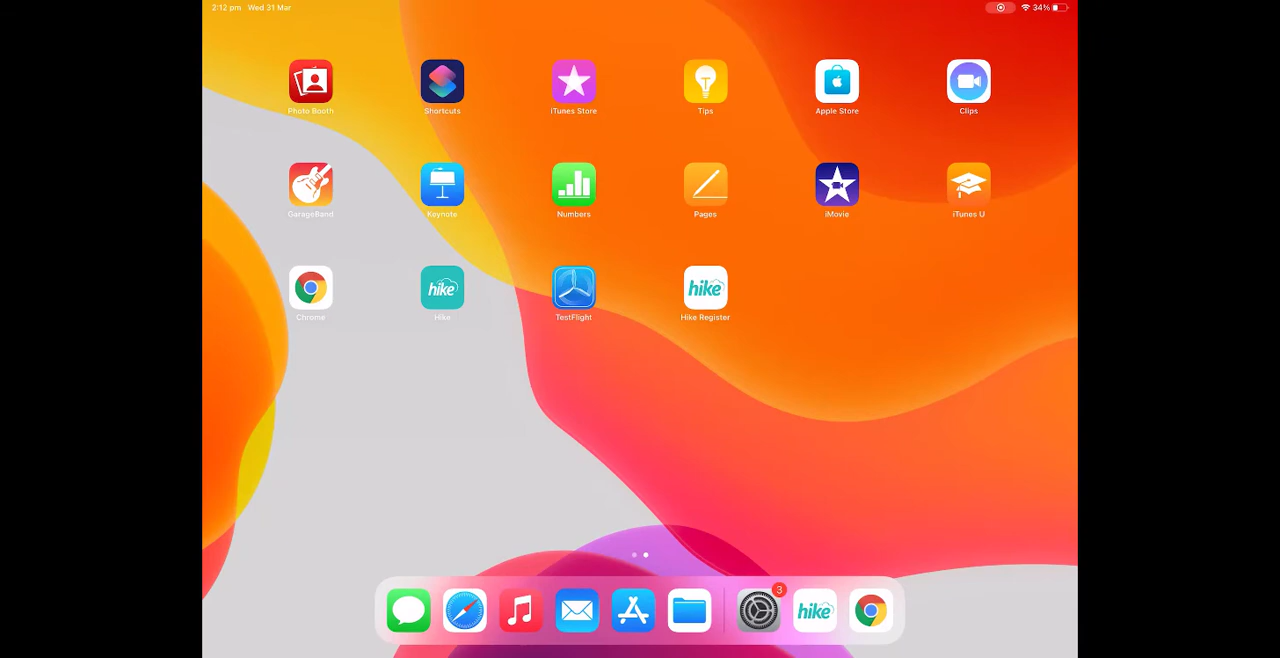 2:12 pm Wed 31 Mar
34%
Photo Booth
Shortcuts
iTunes Store
Tips
Apple Store
Clips
GarageBand
Keynote
Numbers
Pages
iMovie
iTunes U
hike
hike
Chrome
Hike
TestFlight
Hike Register
3
hike